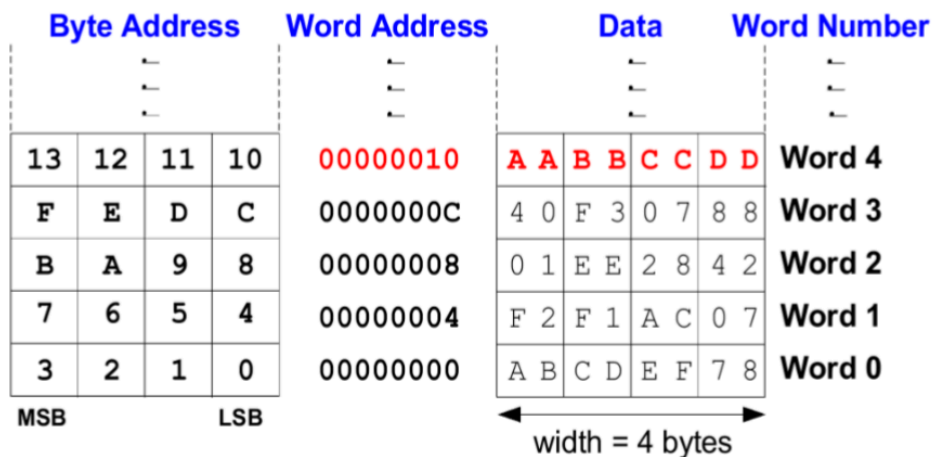 Byte Address Word Address Data Word Number
13 12 11 10 00000010 A A B B C C D D Word 4
F E D C 0000000C 4 0 F 3 0 7 8 8 Word 3
B A 9 8 00000008 0 1 E E 2 8 4 2 Word 2
7 6 5 4 00000004 F 2 F 1 A C 0 7 Word 1
3 2 1 0 00000000 A B C D E F 7 8 Word 0
MSB LSB
width = 4 bytes